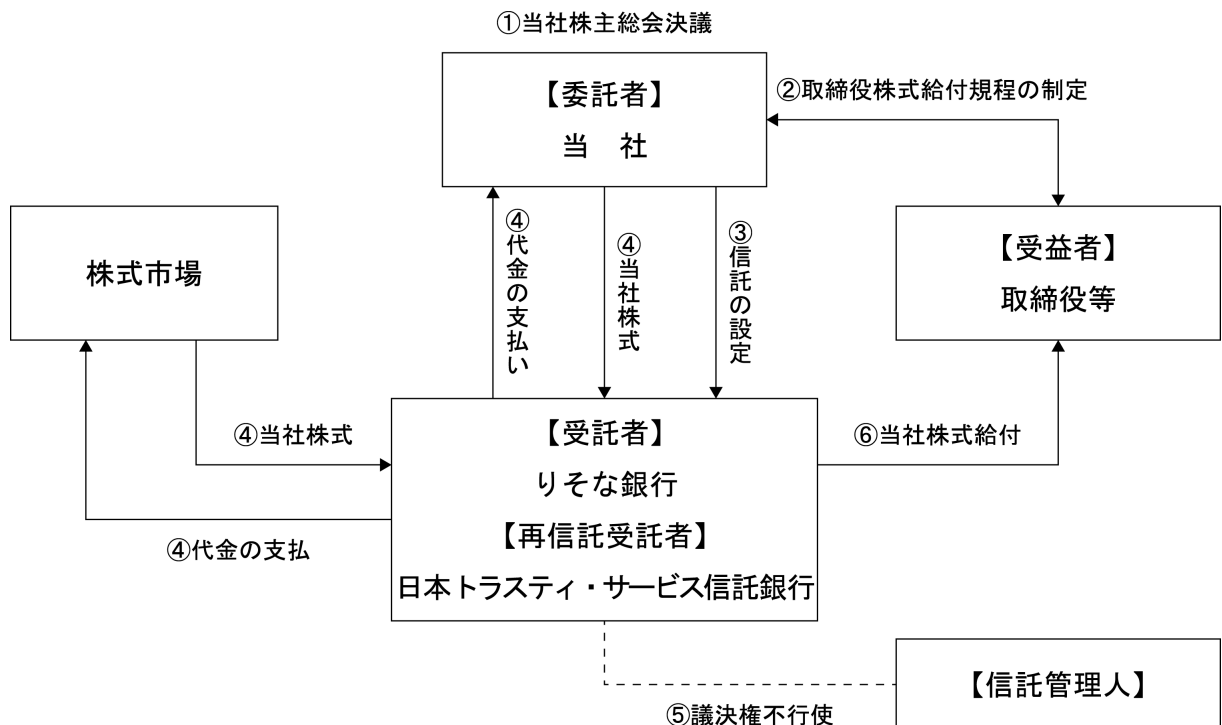 ①当社株主総会決議
【委託者】
当　社
②取締役株式給付規程の制定
株式市場
④代金の支払い
④当社株式
③信託の設定
【受益者】
取締役等
④当社株式
④代金の支払
【受託者】
りそな銀行
【再信託受託者】
日本トラスティ・サービス信託銀行
⑥当社株式給付
【信託管理人】
⑤議決権不行使